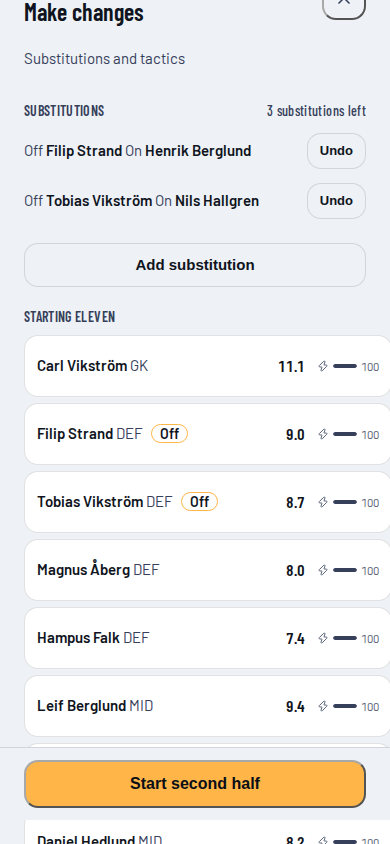 Make changes
Substitutions and tactics
SUBSTITUTIONS 3 substitutions left
Off Filip Strand On Henrik Berglund Undo
Off Tobias Vikström On Nils Hallgren Undo
Add substitution
STARTING ELEVEN
Carl Vikström GK 11.1 100
Filip Strand DEF Off 9.0 100
Tobias Vikström DEF Off 8.7 100
Magnus Åberg DEF 8.0 100
Hampus Falk DEF 7.4 100
Leif Berglund MID 9.4 100
Start second half
Daniel Hedlund MID 8.2 100